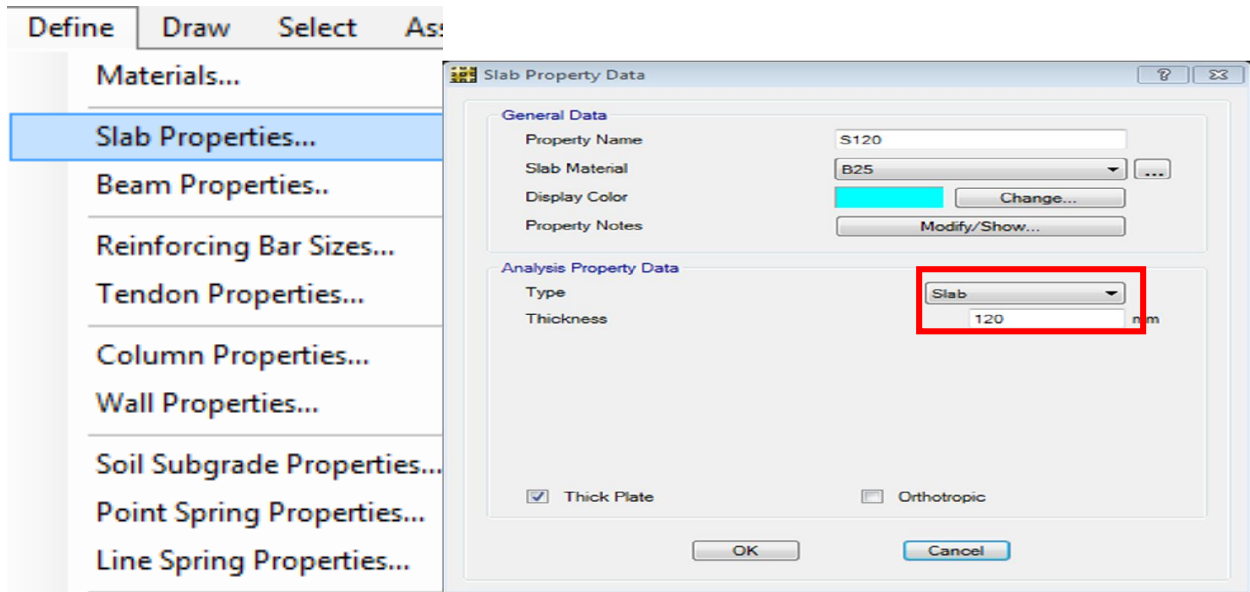 Define Draw Select Ass
Materials...
Slab Properties...
Beam Properties..
Reinforcing Bar Sizes...
Tendon Properties...
Column Properties...
Wall Properties...
Soil Subgrade Properties...
Point Spring Properties...
Line Spring Properties...
Slab Property Data
General Data
Property Name S120
Slab Material B25 ...
Display Color Change...
Property Notes Modify/Show...
Analysis Property Data
Type Slab
Thickness 120 mm
Thick Plate Orthotropic
OK Cancel